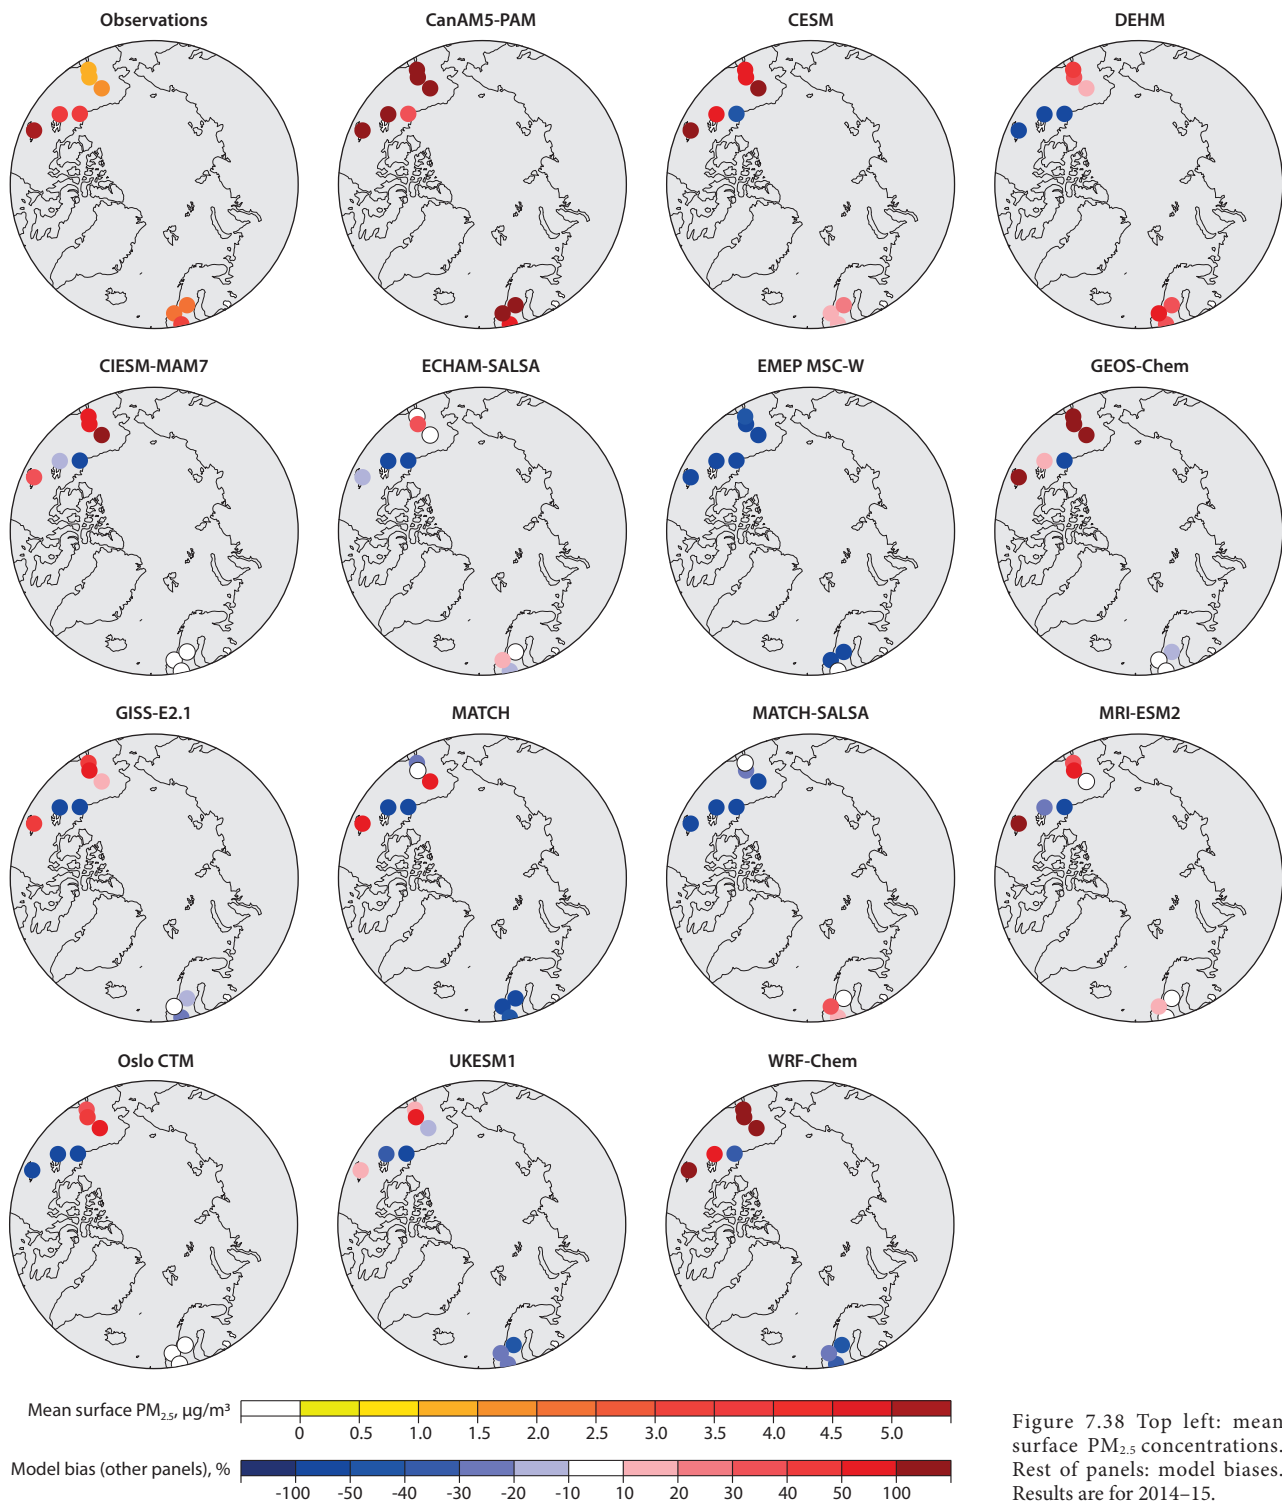 Observations CanAM5-PAM CESM DEHM
CIESM-MAM7 ECHAM-SALSA EMEP MSC-W GEOS-Chem
GISS-E2.1 MATCH MATCH-SALSA MRI-ESM2
Oslo CTM UKESM1 WRF-Chem
Mean surface PM2.5, µg/m³
0 0.5 1.0 1.5 2.0 2.5 3.0 3.5 4.0 4.5 5.0
Model bias (other panels), %
-100 -50 -40 -30 -20 -10 10 20 30 40 50 100
Figure 7.38 Top left: mean
surface PM2.5 concentrations.
Rest of panels: model biases.
Results are for 2014–15.